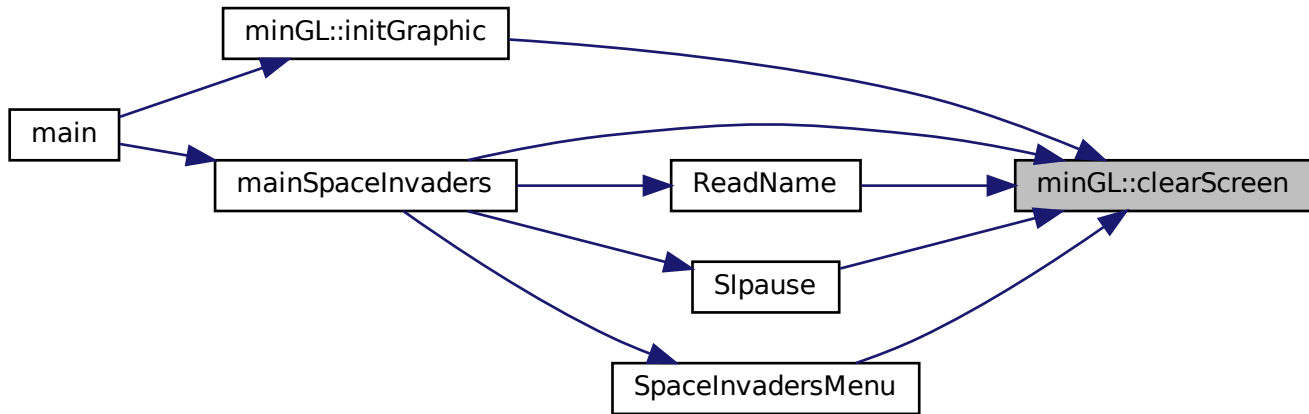 minGL::initGraphic
main
mainSpaceInvaders
ReadName
minGL::clearScreen
SIpause
SpaceInvadersMenu